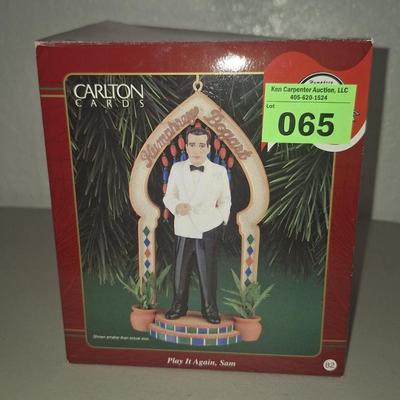 CARLTON
CARDS
Humphrey
Ken Carpenter Auction, LLC
405-620-1524
Lot
065
Humphrey Bogart
Shown smaller than actual size.
Play It Again, Sam
82